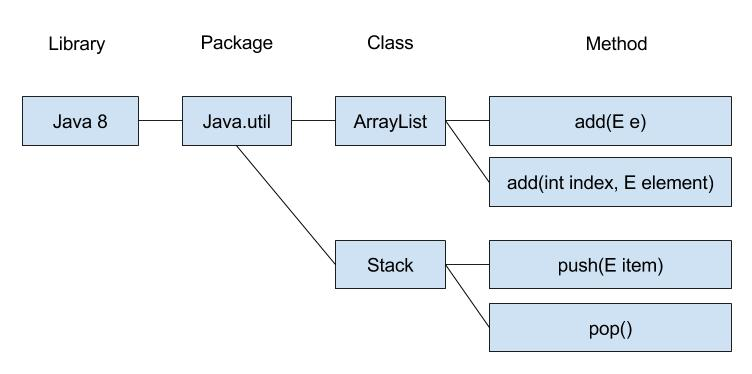 Library
Package
Class
Method
Java 8
Java.util
ArrayList
add(E e)
add(int index, E element)
Stack
push(E item)
pop()